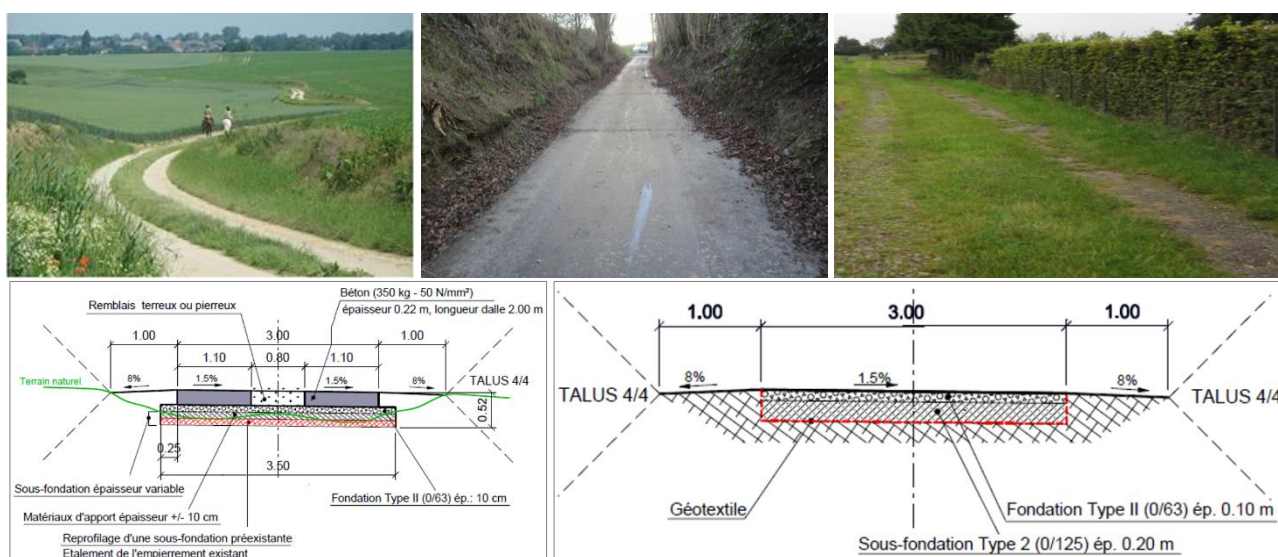 Remblais terreux ou pierreux
Béton (350 kg - 50 N/mm²)
épaisseur 0.22 m, longueur dalle 2.00 m
1.00
3.00
1.00
1.10
0.80
1.10
Terrain naturel
8%
1.5%
1.5%
8%
TALUS 4/4
0.52
0.25
3.50
Sous-fondation épaisseur variable
Fondation Type II (0/63) ép.: 10 cm
Matériaux d'apport épaisseur +/- 10 cm
Reprofilage d'une sous-fondation préexistante
Etalement de l'empierrement existant
1.00
3.00
1.00
TALUS 4/4
8%
1.5%
8%
TALUS 4/4
Géotextile
Fondation Type II (0/63) ép. 0.10 m
Sous-fondation Type 2 (0/125) ép. 0.20 m